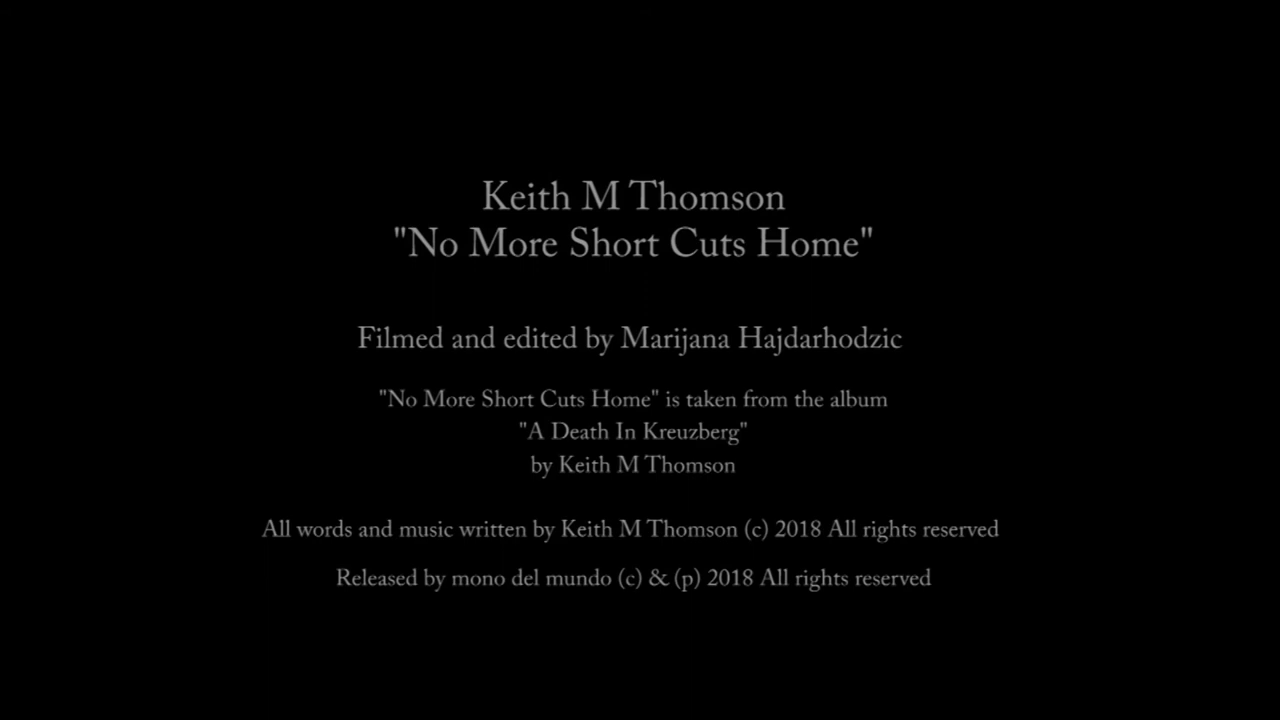 Keith M Thomson
"No More Short Cuts Home"
Filmed and edited by Marijana Hajdarhodzic
"No More Short Cuts Home" is taken from the album
"A Death In Kreuzberg"
by Keith M Thomson
All words and music written by Keith M Thomson (c) 2018 All rights reserved
Released by mono del mundo (c) & (p) 2018 All rights reserved